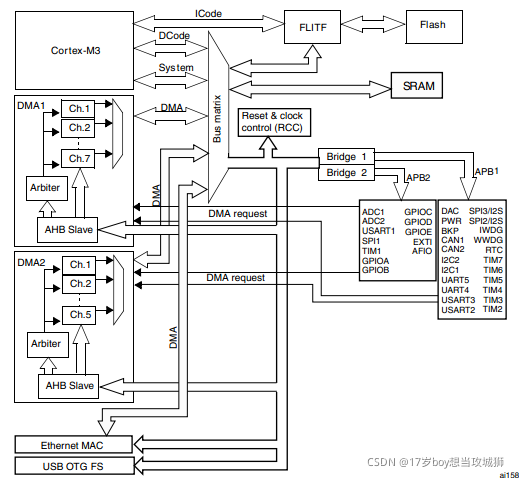 ICode
Cortex-M3
DCode
System
FLITF
Flash
Bus matrix
SRAM
DMA1
Ch.1
Ch.2
Ch.7
DMA
Reset & clock
control (RCC)
Arbiter
AHB Slave
DMA
Bridge 1
Bridge 2
APB2
APB1
DMA request
ADC1 GPIOC
ADC2 GPIOD
USART1 GPIOE
SPI1 EXTI
TIM1 AFIO
GPIOA
GPIOB
DAC SPI3/I2S
PWR SPI2/I2S
BKP IWDG
CAN1 WWDG
CAN2 RTC
I2C2 TIM7
I2C1 TIM6
UART5 TIM5
UART4 TIM4
USART3 TIM3
USART2 TIM2
DMA2
Ch.1
Ch.2
Ch.5
DMA request
Arbiter
AHB Slave
DMA
Ethernet MAC
USB OTG FS
CSDN @17岁boy想当攻城狮
ai158